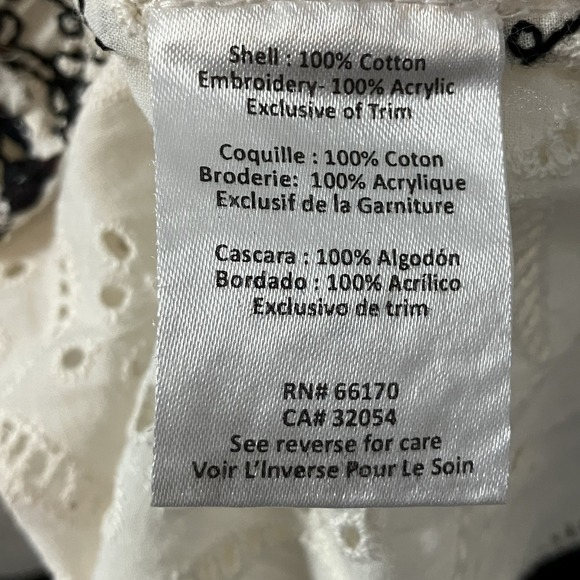 Shell : 100% Cotton
Embroidery- 100% Acrylic
Exclusive of Trim
Coquille : 100% Coton
Broderie: 100% Acrylique
Exclusif de la Garniture
Cascara : 100% Algodón
Bordado : 100% Acrílico
Exclusivo de trim
RN# 66170
CA# 32054
See reverse for care
Voir L'Inverse Pour Le Soin